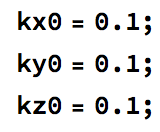 kx0 = 0.1;
ky0 = 0.1;
kz0 = 0.1;